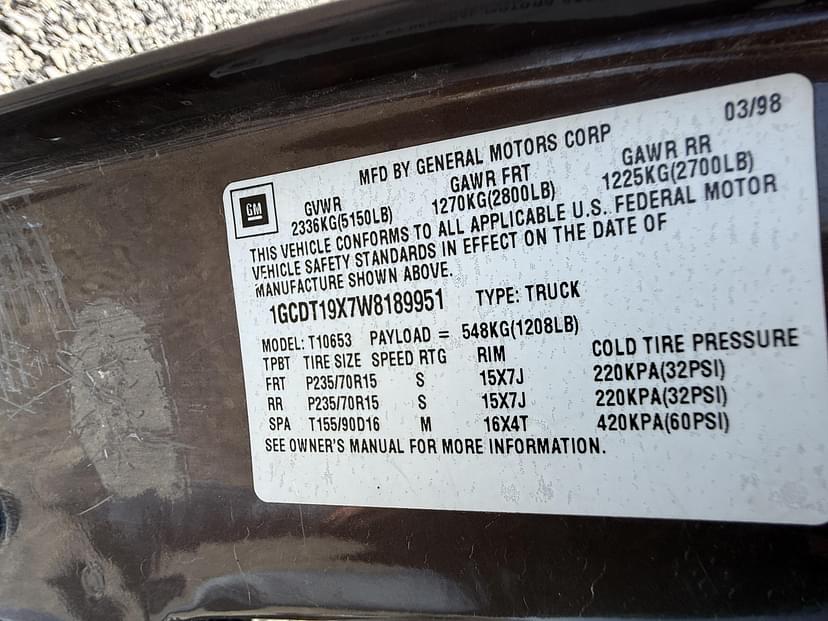 03/98
MFD BY GENERAL MOTORS CORP
GM
GVWR GAWR FRT GAWR RR
2336KG(5150LB) 1270KG(2800LB) 1225KG(2700LB)
THIS VEHICLE CONFORMS TO ALL APPLICABLE U.S. FEDERAL MOTOR
VEHICLE SAFETY STANDARDS IN EFFECT ON THE DATE OF
MANUFACTURE SHOWN ABOVE.
1GCDT19X7W8189951 TYPE: TRUCK
MODEL: T10653 PAYLOAD = 548KG(1208LB)
TPBT TIRE SIZE SPEED RTG RIM COLD TIRE PRESSURE
FRT P235/70R15 S 15X7J 220KPA(32PSI)
RR P235/70R15 S 15X7J 220KPA(32PSI)
SPA T155/90D16 M 16X4T 420KPA(60PSI)
SEE OWNER'S MANUAL FOR MORE INFORMATION.